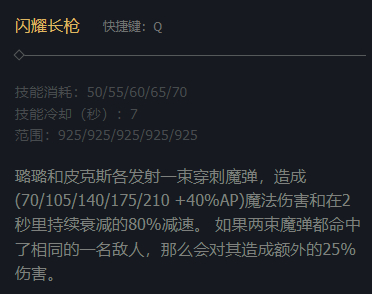 闪耀长枪 快捷键：Q
技能消耗：50/55/60/65/70
技能冷却（秒）：7
范围：925/925/925/925/925
璐璐和皮克斯各发射一束穿刺魔弹，造成
(70/105/140/175/210 +40%AP)魔法伤害和在2
秒里持续衰减的80%减速。 如果两束魔弹都命中
了相同的一名敌人，那么会对其造成额外的25%
伤害。